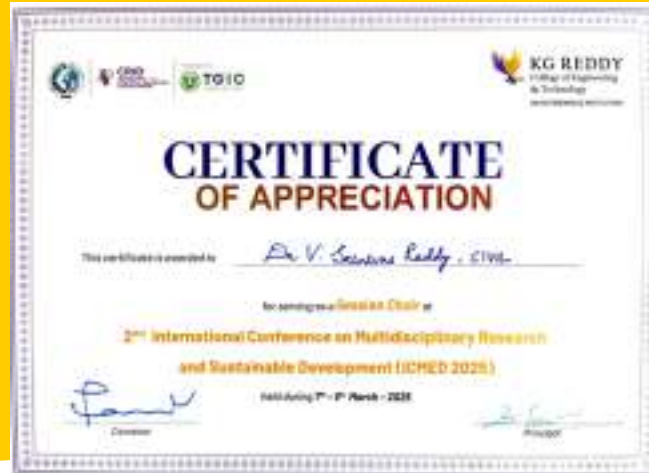 TGIC
KG REDDY
College of Engineering
& Technology
CERTIFICATE
OF APPRECIATION
This certificate is awarded to Dr V. Reddy, CIVIL
for serving as a Session Chair at
2nd International Conference on Multidisciplinary Research
and Sustainable Development (ICMED 2025)
held during 7th - 8th March - 2025
Convenor
Principal